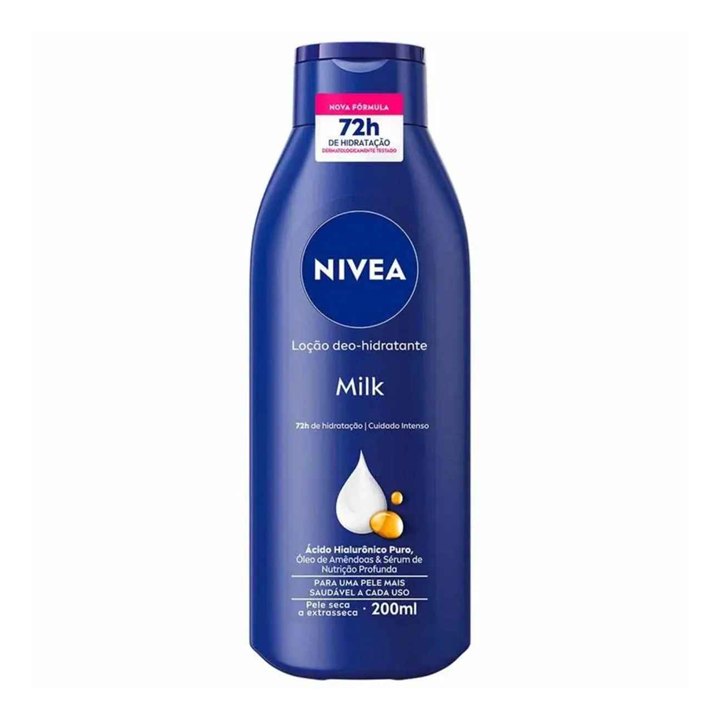 NOVA FÓRMULA
72h
DE HIDRATAÇÃO
DERMATOLOGICAMENTE TESTADO
NIVEA
Loção deo-hidratante
Milk
72h de hidratação | Cuidado Intenso
Ácido Hialurônico Puro,
Óleo de Amêndoas & Sérum de
Nutrição Profunda
PARA UMA PELE MAIS
SAUDÁVEL A CADA USO
Pele seca
a extrasseca · 200ml